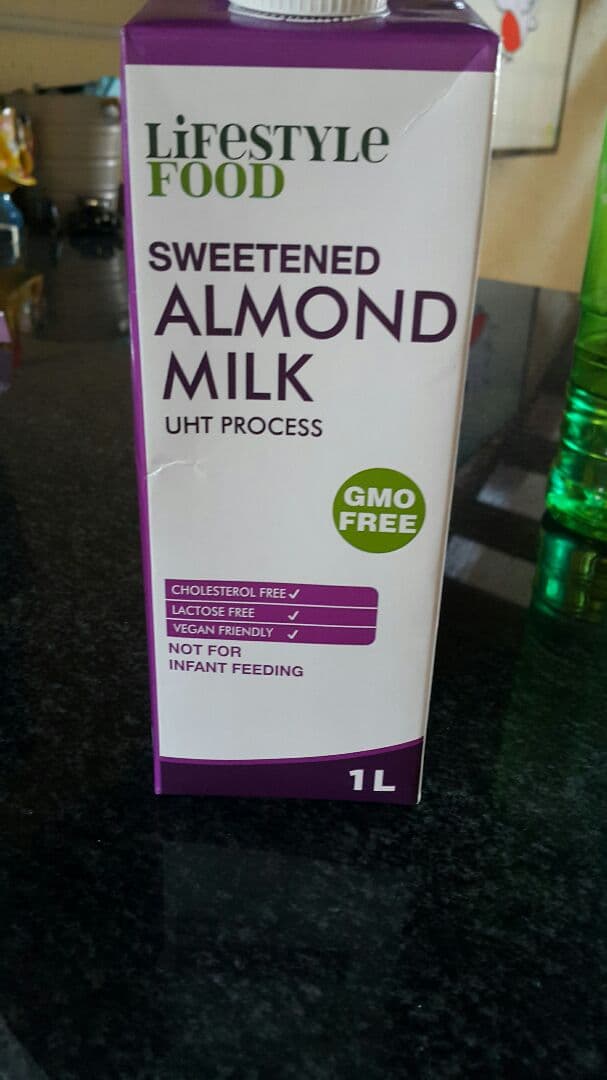 LiFeSTYLe
FOOD
SWEETENED
ALMOND
MILK
UHT PROCESS
GMO
FREE
CHOLESTEROL FREE ✓
LACTOSE FREE ✓
VEGAN FRIENDLY ✓
NOT FOR
INFANT FEEDING
1 L